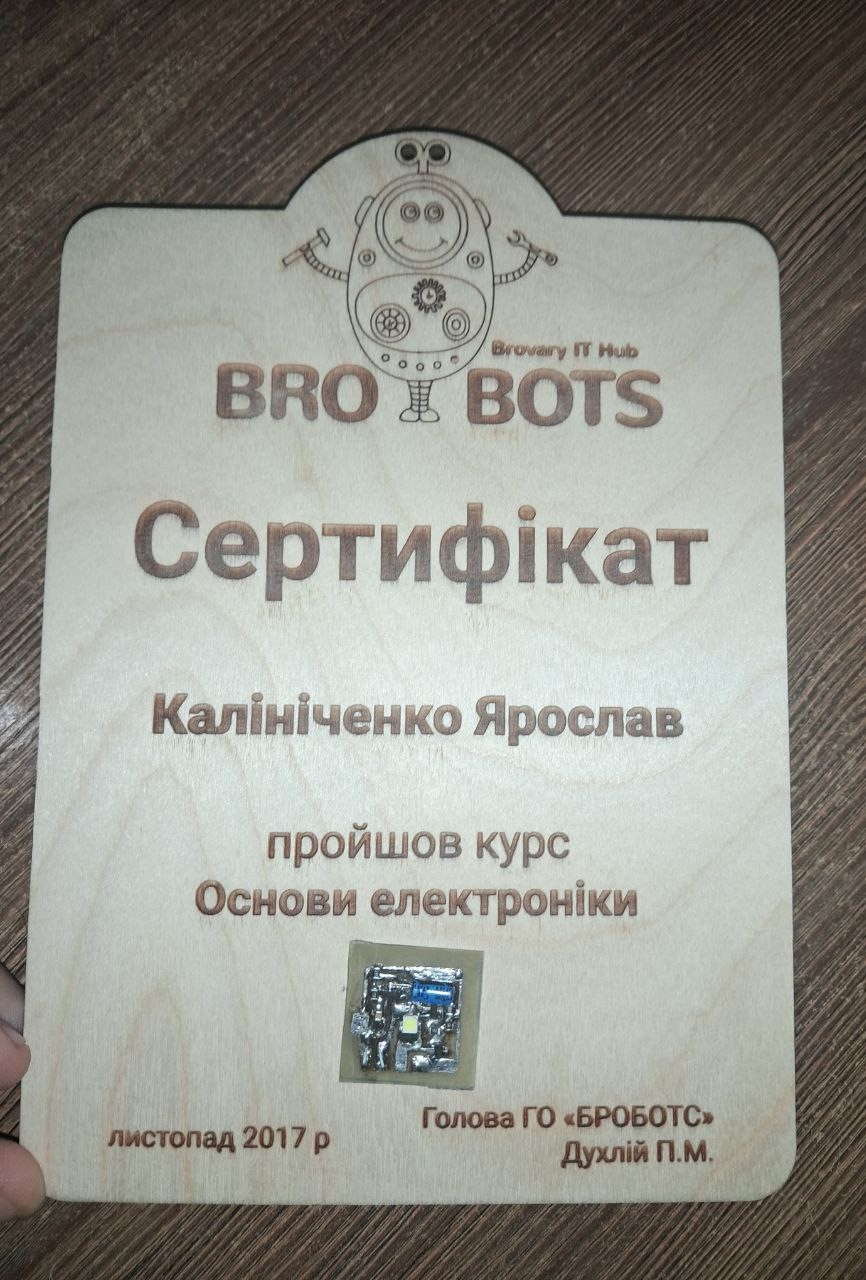 Brovary IT Hub
BRO BOTS
Сертифікат
Калініченко Ярослав
пройшов курс
Основи електроніки
листопад 2017 р
Голова ГО «БРОБОТС»
Духлій П.М.